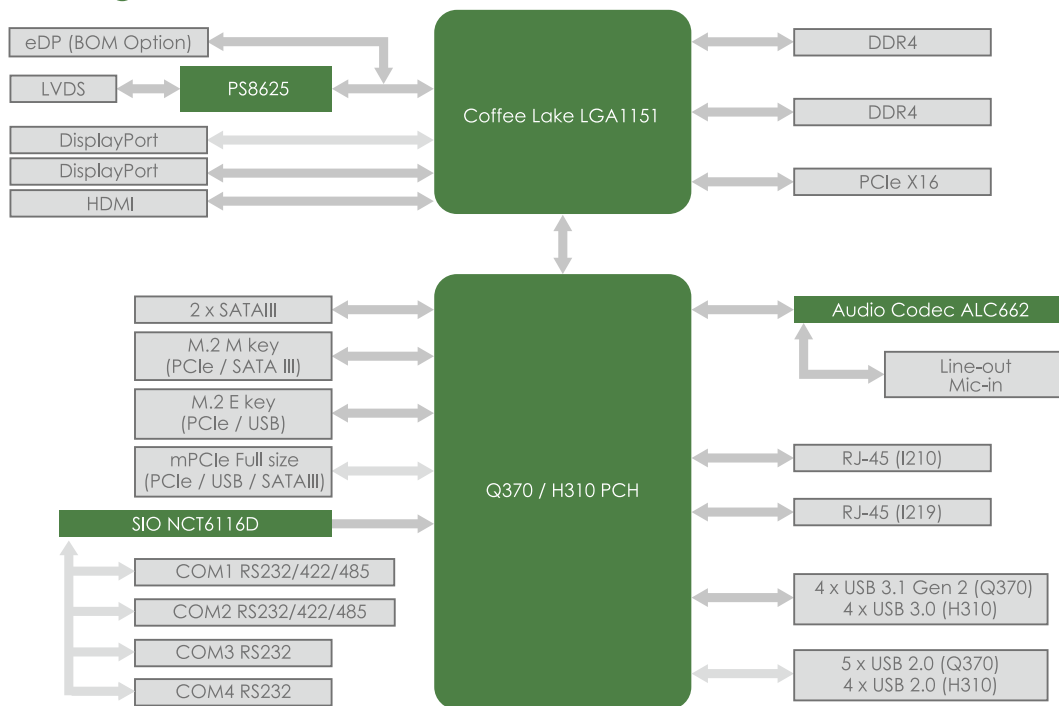 eDP (BOM Option)
LVDS
PS8625
DisplayPort
DisplayPort
HDMI
Coffee Lake LGA1151
DDR4
DDR4
PCIe X16
2 x SATAIII
M.2 M key
(PCIe / SATA III)
M.2 E key
(PCIe / USB)
mPCIe Full size
(PCIe / USB / SATAIII)
SIO NCT6116D
COM1 RS232/422/485
COM2 RS232/422/485
COM3 RS232
COM4 RS232
Q370 / H310 PCH
Audio Codec ALC662
Line-out
Mic-in
RJ-45 (I210)
RJ-45 (I219)
4 x USB 3.1 Gen 2 (Q370)
4 x USB 3.0 (H310)
5 x USB 2.0 (Q370)
4 x USB 2.0 (H310)